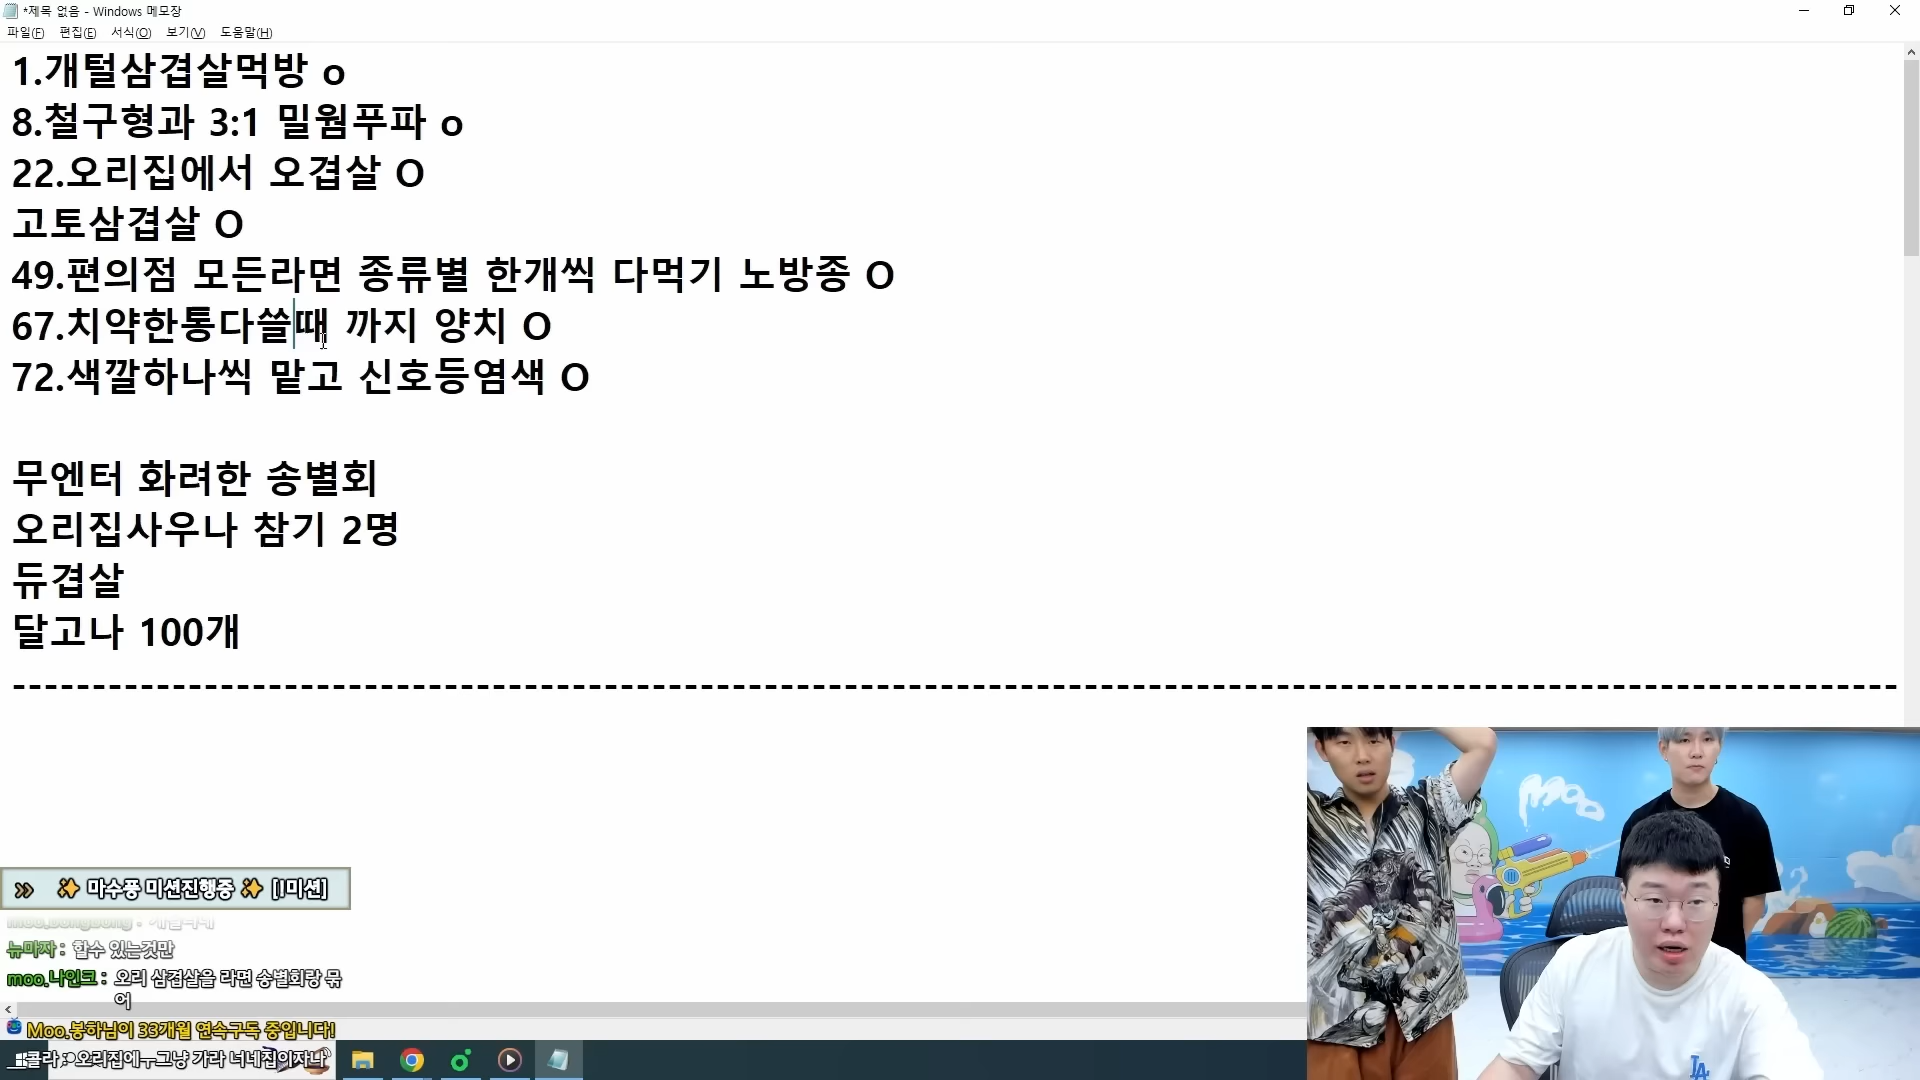 *제목 없음 - Windows 메모장
파일(F) 편집(E) 서식(O) 보기(V) 도움말(H)
1.개털삼겹살먹방 o
8.철구형과 3:1 밀웜푸파 o
22.오리집에서 오겹살 O
고토삼겹살 O
49.편의점 모든라면 종류별 한개씩 다먹기 노방종 O
67.치약한통다쓸때 까지 양치 O
72.색깔하나씩 맡고 신호등염색 O
무엔터 화려한 송별회
오리집사우나 참기 2명
듀겹살
달고나 100개
--------------------------------------------------------------------------------
moo
마수풍 미션진행중 [!미션]
뉴마자 : 할수 있는것만
moo.나인크 : 오리 삼겹살을 라면 송별회랑 묶
어
Moo.봉하님이 33개월 연속구독 중입니다!
콜라 : 오리집에ㅜ그냥 가라 너네집이자나
LA